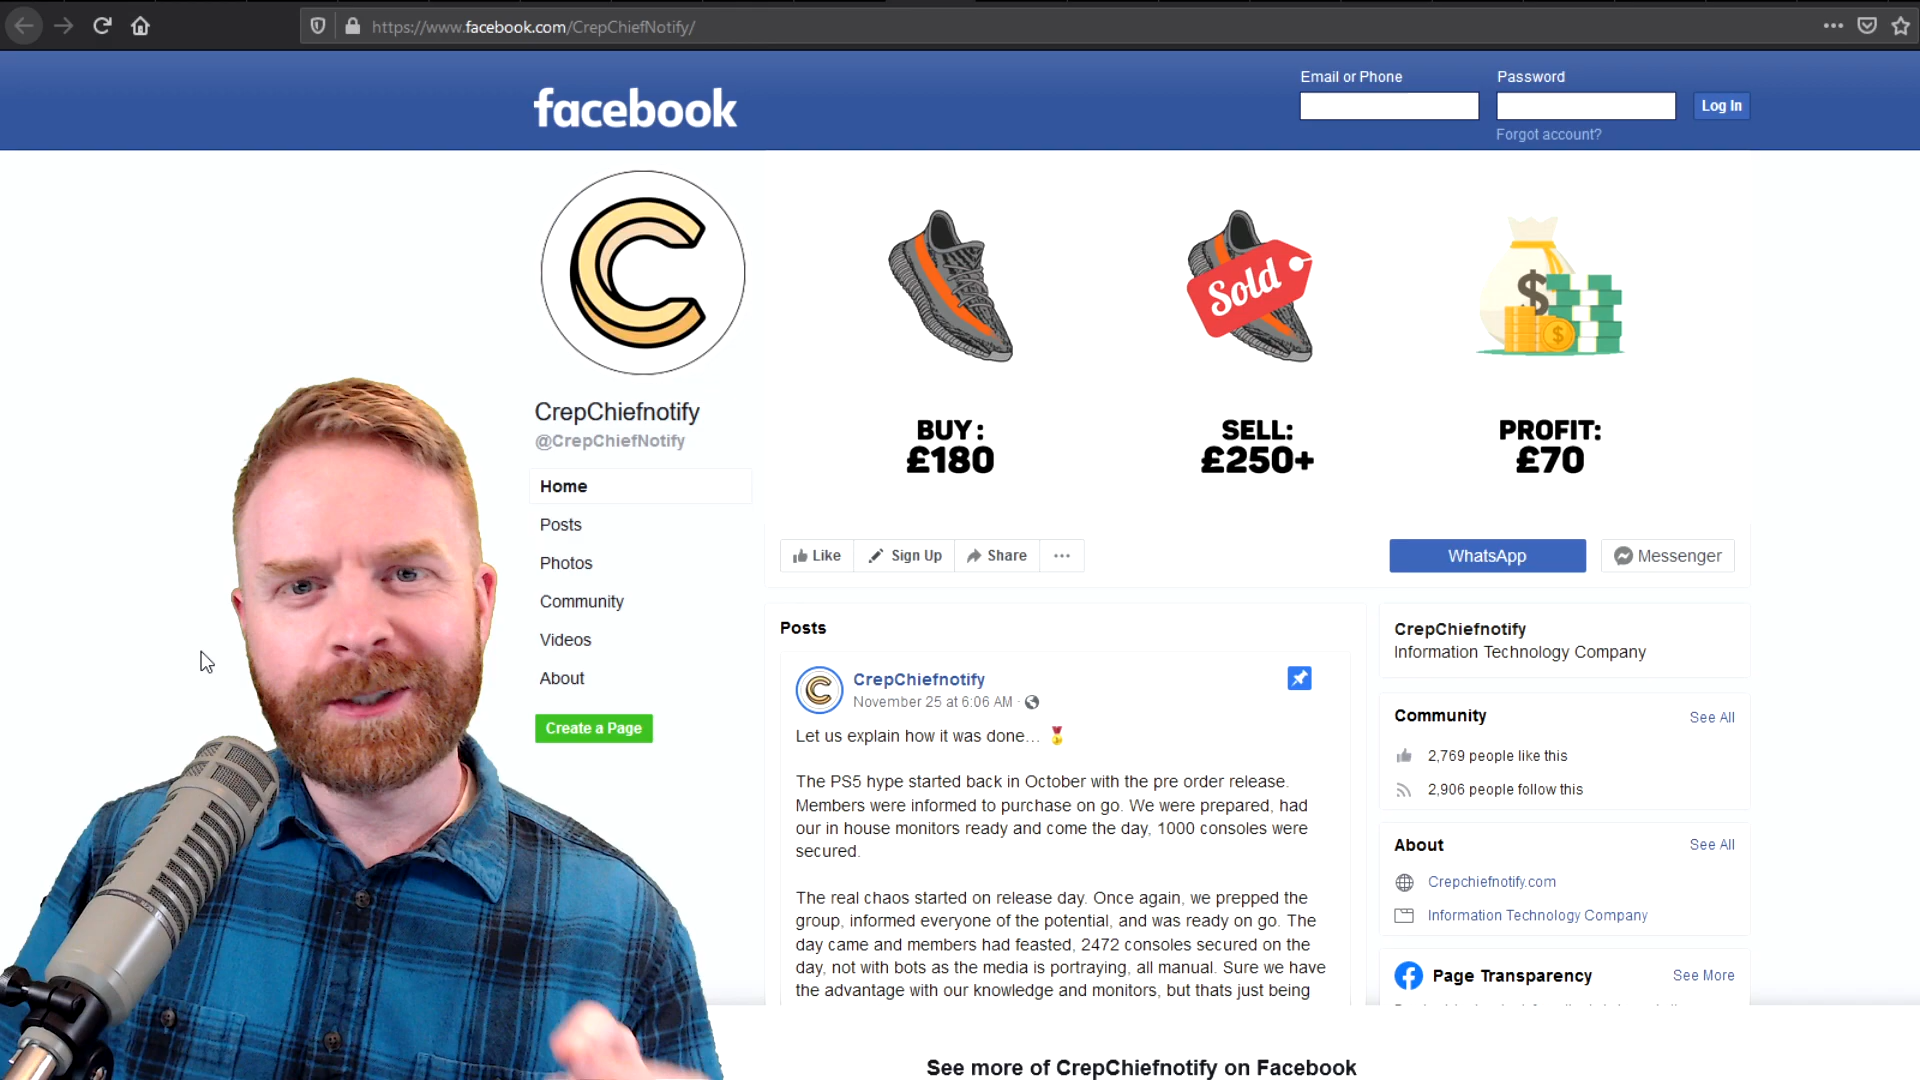 https://www.facebook.com/CrepChiefNotify/
facebook
Email or Phone
Password
Log In
Forgot account?
CrepChiefnotify
@CrepChiefNotify
Home
Posts
Photos
Community
Videos
About
Create a Page
Sold
$
$
BUY:
£180
SELL:
£250+
PROFIT:
£70
Like
Sign Up
Share
WhatsApp
Messenger
Posts
CrepChiefnotify
November 25 at 6:06 AM ·
Let us explain how it was done...
The PS5 hype started back in October with the pre order release.
Members were informed to purchase on go. We were prepared, had
our in house monitors ready and come the day, 1000 consoles were
secured.
The real chaos started on release day. Once again, we prepped the
group, informed everyone of the potential, and was ready on go. The
day came and members had feasted, 2472 consoles secured on the
day, not with bots as the media is portraying, all manual. Sure we have
the advantage with our knowledge and monitors, but thats just being
CrepChiefnotify
Information Technology Company
Community
See All
2,769 people like this
2,906 people follow this
About
See All
Crepchiefnotify.com
Information Technology Company
Page Transparency
See More
See more of CrepChiefnotify on Facebook